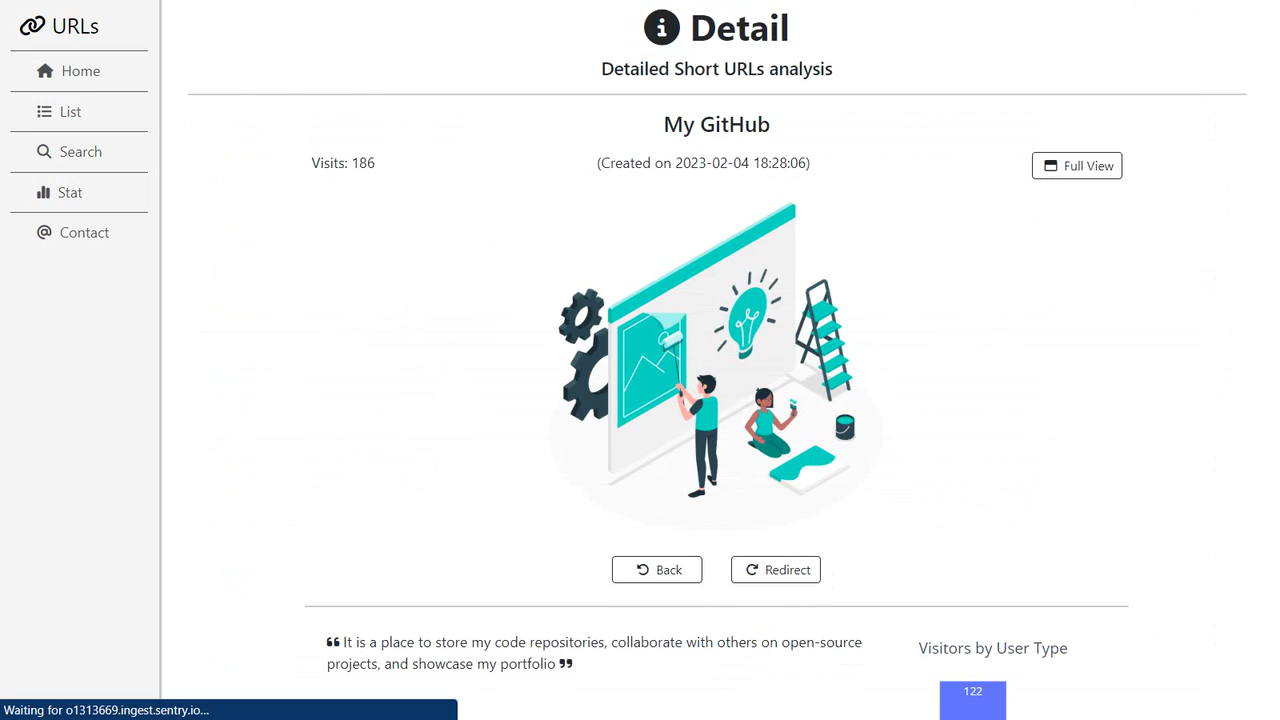 URLs
Home
List
Search
Stat
Contact
Detail
Detailed Short URLs analysis
My GitHub
Visits: 186
(Created on 2023-02-04 18:28:06)
Full View
Back
Redirect
❝ It is a place to store my code repositories, collaborate with others on open-source
projects, and showcase my portfolio ❞
Visitors by User Type
122
Waiting for o1313669.ingest.sentry.io...